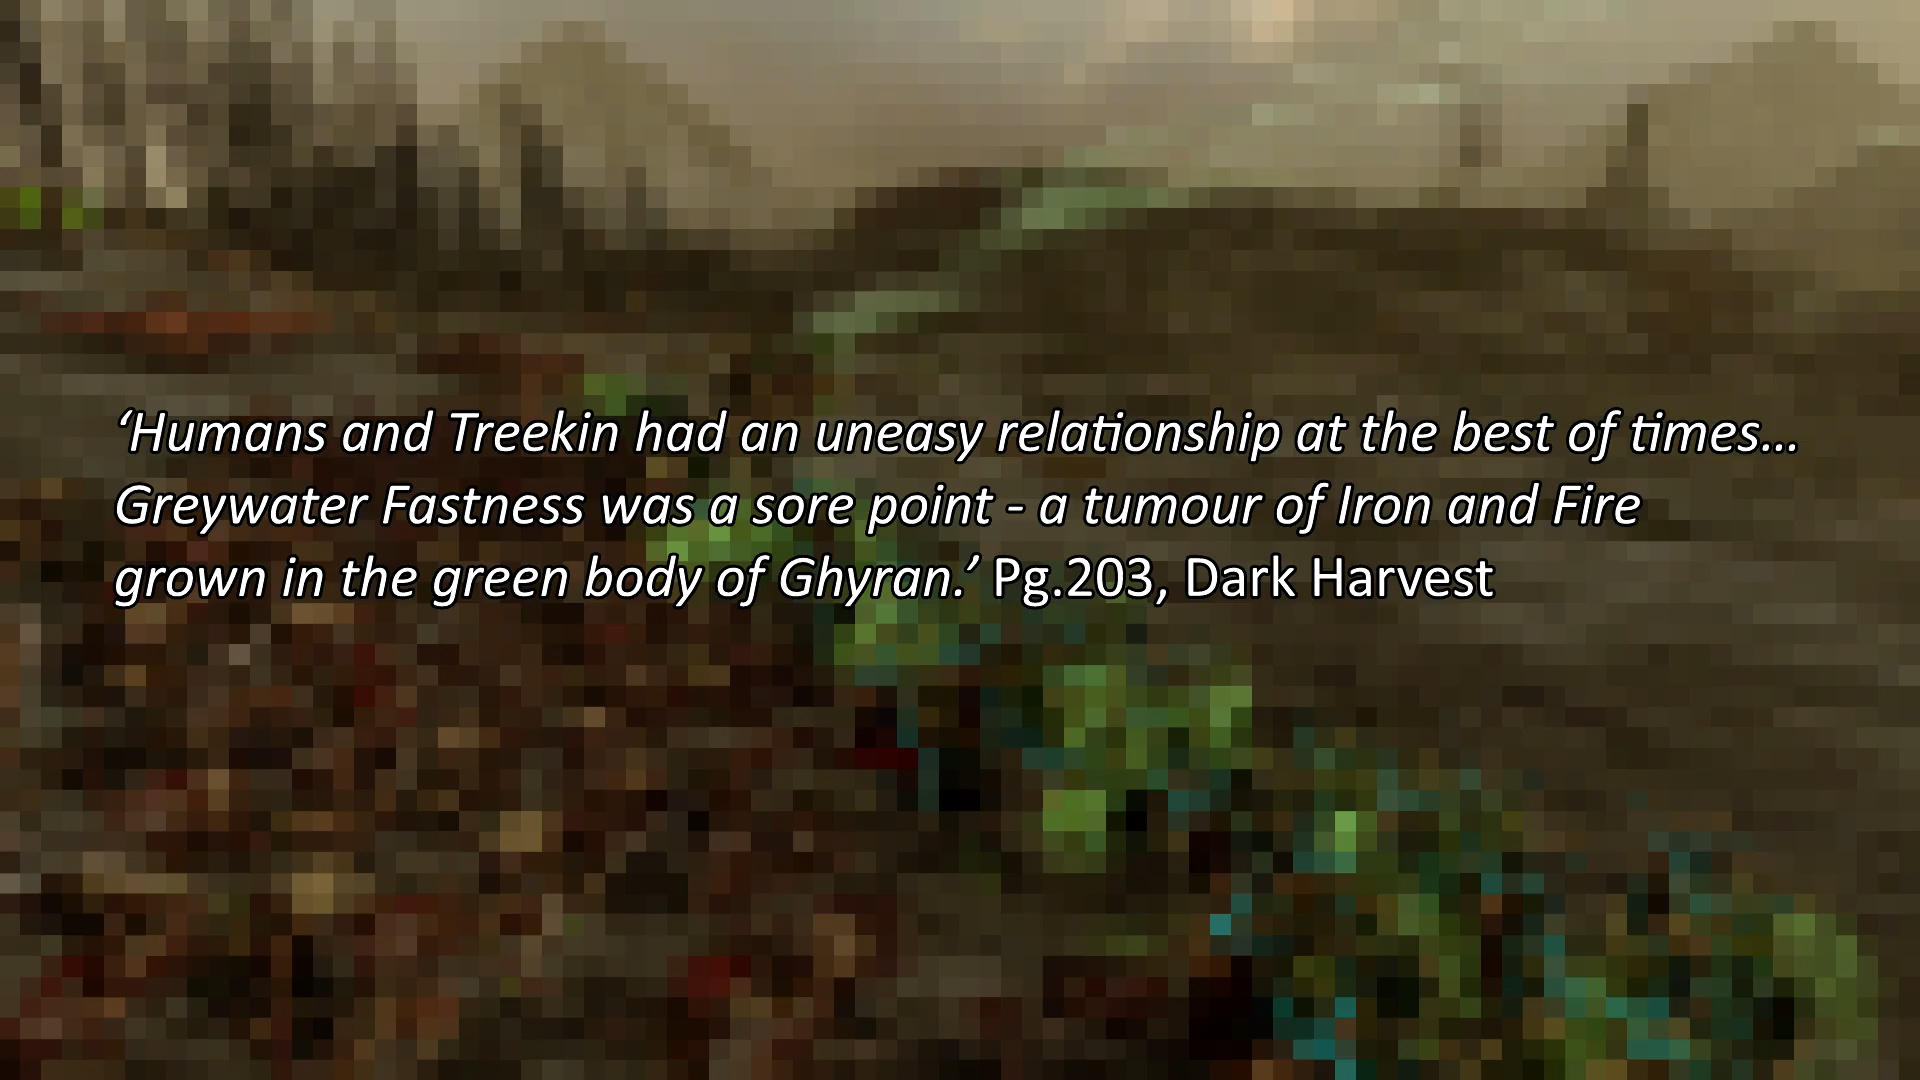 ‘Humans and Treekin had an uneasy relationship at the best of times...
Greywater Fastness was a sore point - a tumour of Iron and Fire
grown in the green body of Ghyran.’ Pg.203, Dark Harvest